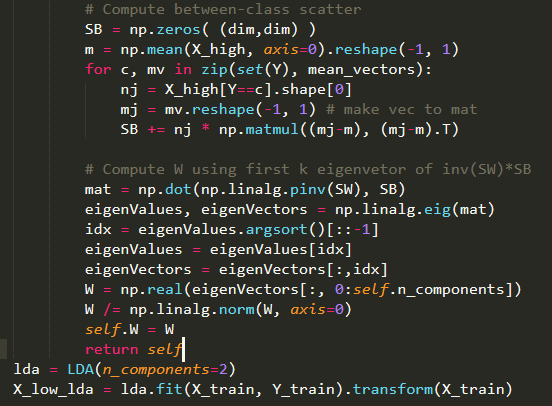 # Compute between-class scatter
SB = np.zeros( (dim,dim) )
m = np.mean(X_high, axis=0).reshape(-1, 1)
for c, mv in zip(set(Y), mean_vectors):
    nj = X_high[Y==c].shape[0]
    mj = mv.reshape(-1, 1) # make vec to mat
    SB += nj * np.matmul((mj-m), (mj-m).T)
# Compute W using first k eigenvetor of inv(SW)*SB
mat = np.dot(np.linalg.pinv(SW), SB)
eigenValues, eigenVectors = np.linalg.eig(mat)
idx = eigenValues.argsort()[::-1]
eigenValues = eigenValues[idx]
eigenVectors = eigenVectors[:,idx]
W = np.real(eigenVectors[:, 0:self.n_components])
W /= np.linalg.norm(W, axis=0)
self.W = W
return self
lda = LDA(n_components=2)
X_low_lda = lda.fit(X_train, Y_train).transform(X_train)